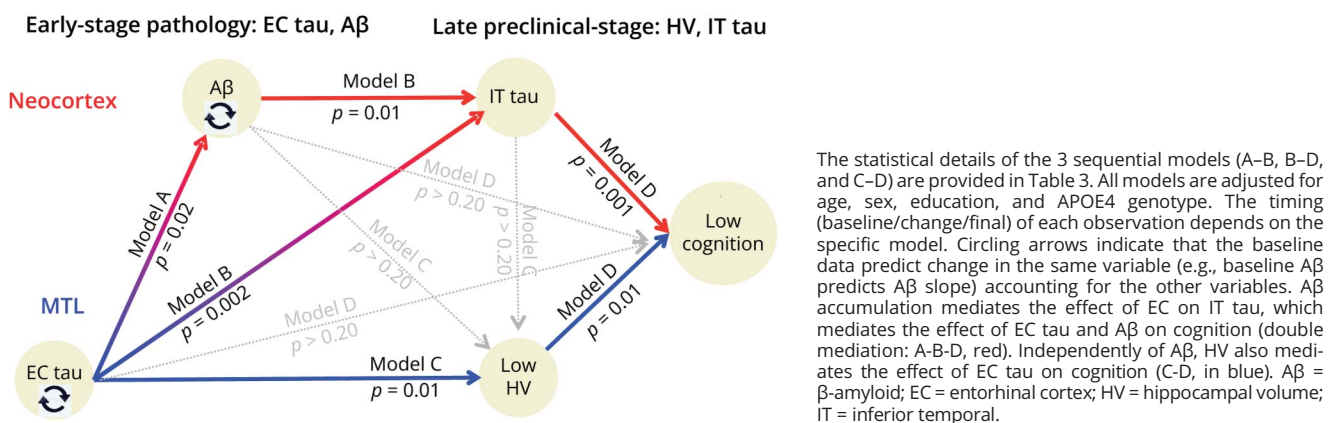 Early-stage pathology: EC tau, Aβ
Late preclinical-stage: HV, IT tau
Neocortex
Aβ
Model B
p = 0.01
IT tau
Model A
p = 0.02
Model B
p = 0.002
Model D
p > 0.20
Model C
p > 0.20
Model C
p > 0.20
Model D
p = 0.001
Low
cognition
MTL
Model D
p > 0.20
Model D
p = 0.01
EC tau
Model C
p = 0.01
Low
HV
The statistical details of the 3 sequential models (A–B, B–D,
and C–D) are provided in Table 3. All models are adjusted for
age, sex, education, and APOE4 genotype. The timing
(baseline/change/final) of each observation depends on the
specific model. Circling arrows indicate that the baseline
data predict change in the same variable (e.g., baseline Aβ
predicts Aβ slope) accounting for the other variables. Aβ
accumulation mediates the effect of EC on IT tau, which
mediates the effect of EC tau and Aβ on cognition (double
mediation: A-B-D, red). Independently of Aβ, HV also medi-
ates the effect of EC tau on cognition (C-D, in blue). Aβ =
β-amyloid; EC = entorhinal cortex; HV = hippocampal volume;
IT = inferior temporal.